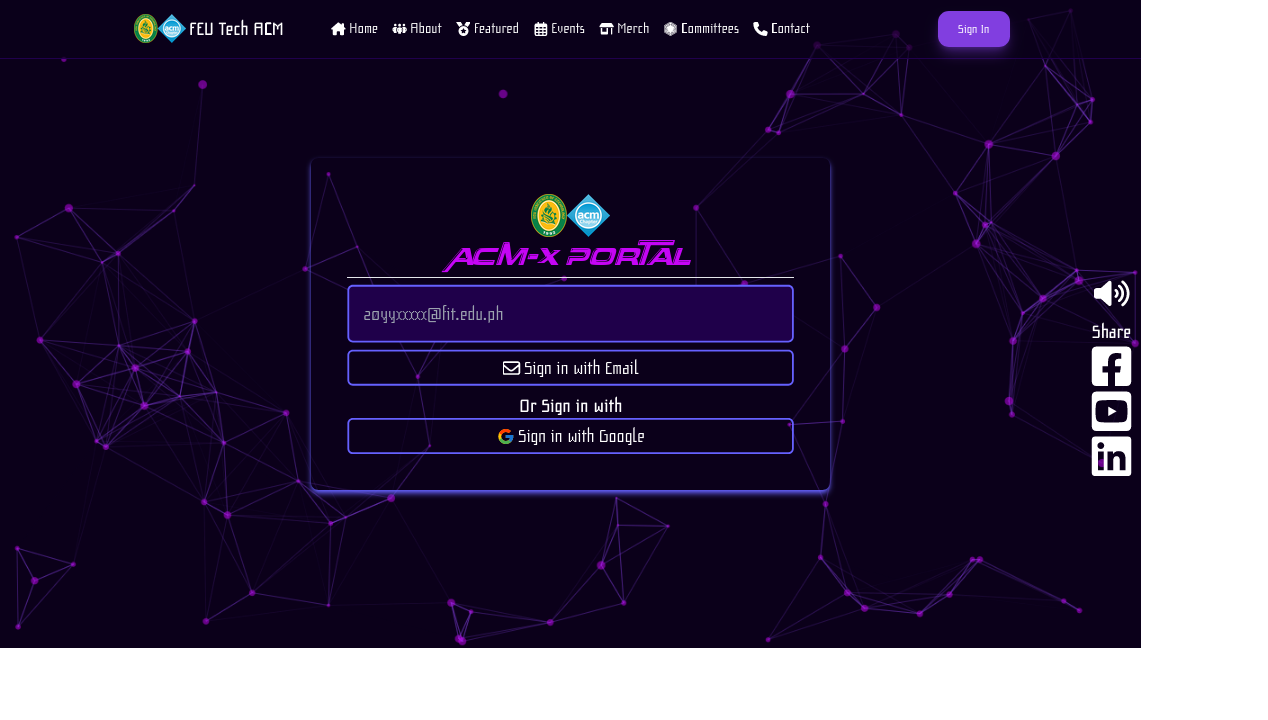 FEU Tech ACM
Home
About
Featured
Events
Merch
Committees
Contact
Sign In
acm
ACM-X PORTAL
20yyxxxxx@fit.edu.ph
Sign in with Email
Or Sign in with
Sign in with Google
Share